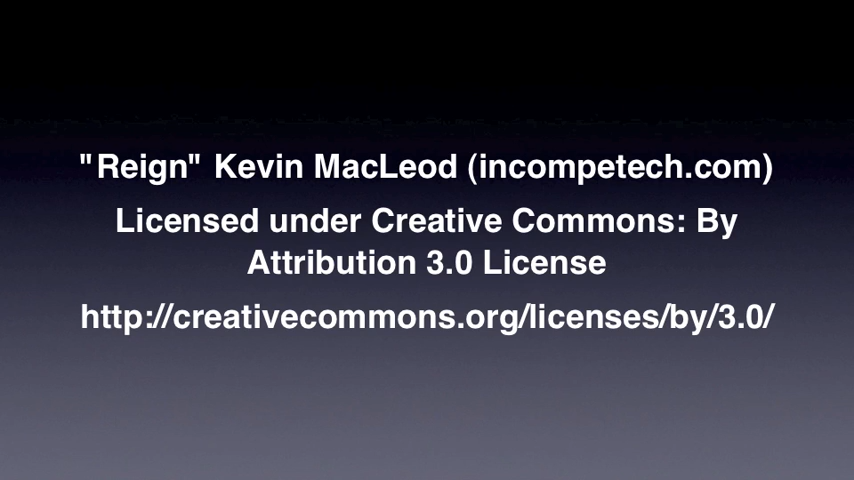 "Reign" Kevin MacLeod (incompetech.com)
Licensed under Creative Commons: By
Attribution 3.0 License
http://creativecommons.org/licenses/by/3.0/